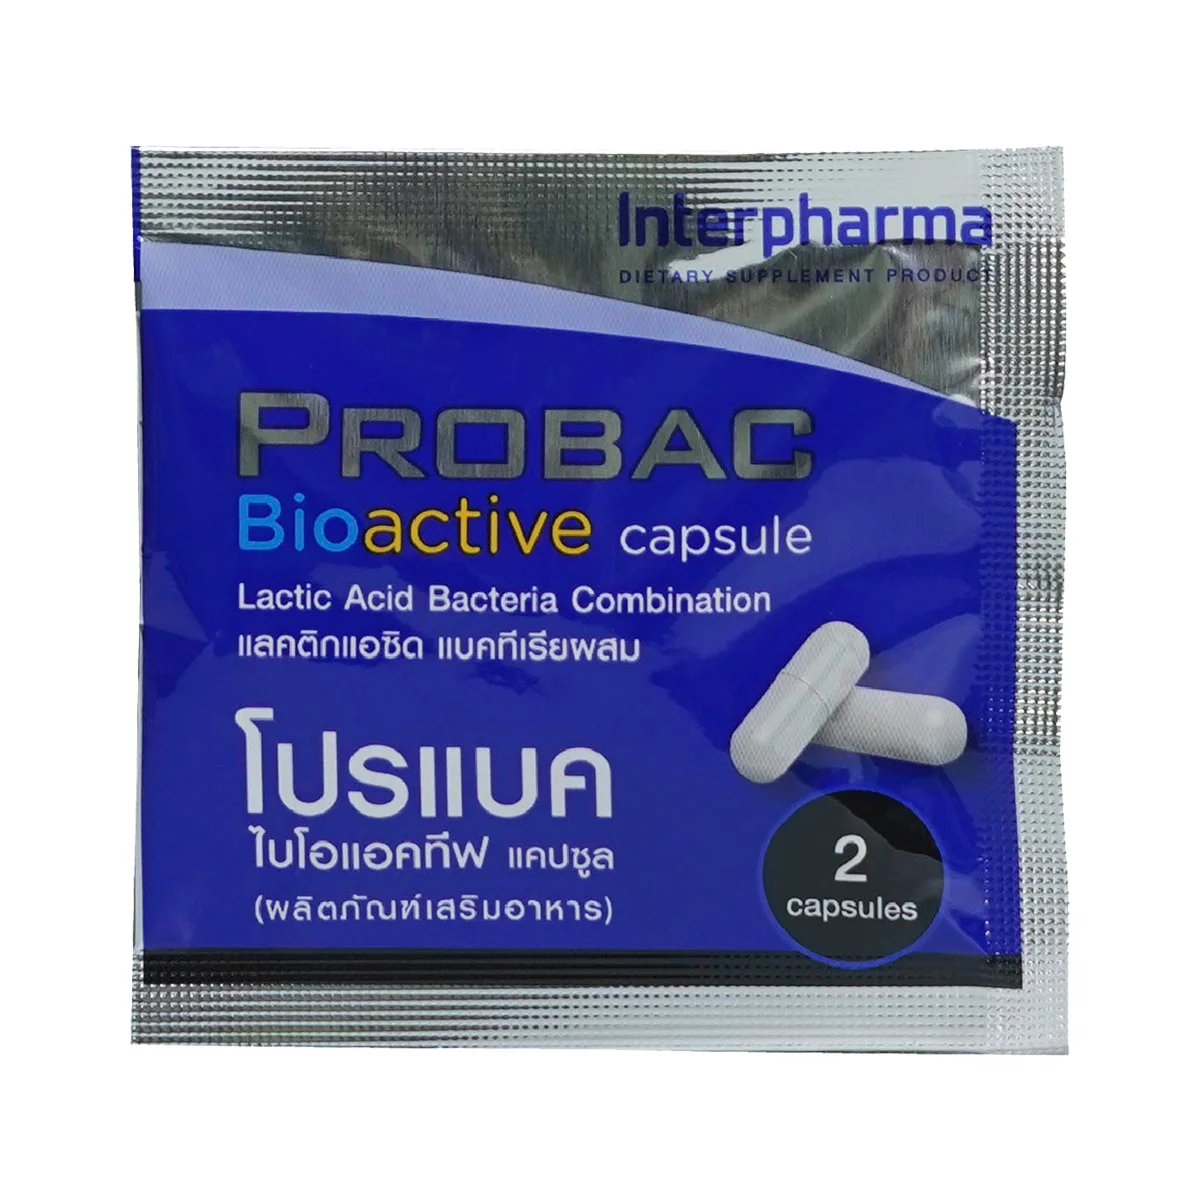 Interpharma
DIETARY SUPPLEMENT PRODUCT
PROBAC
Bioactive capsule
Lactic Acid Bacteria Combination
แลคติกแอซิด แบคทีเรียผสม
โปรแบค
ไบโอแอคทีฟ แคปซูล
(ผลิตภัณฑ์เสริมอาหาร)
2
capsules